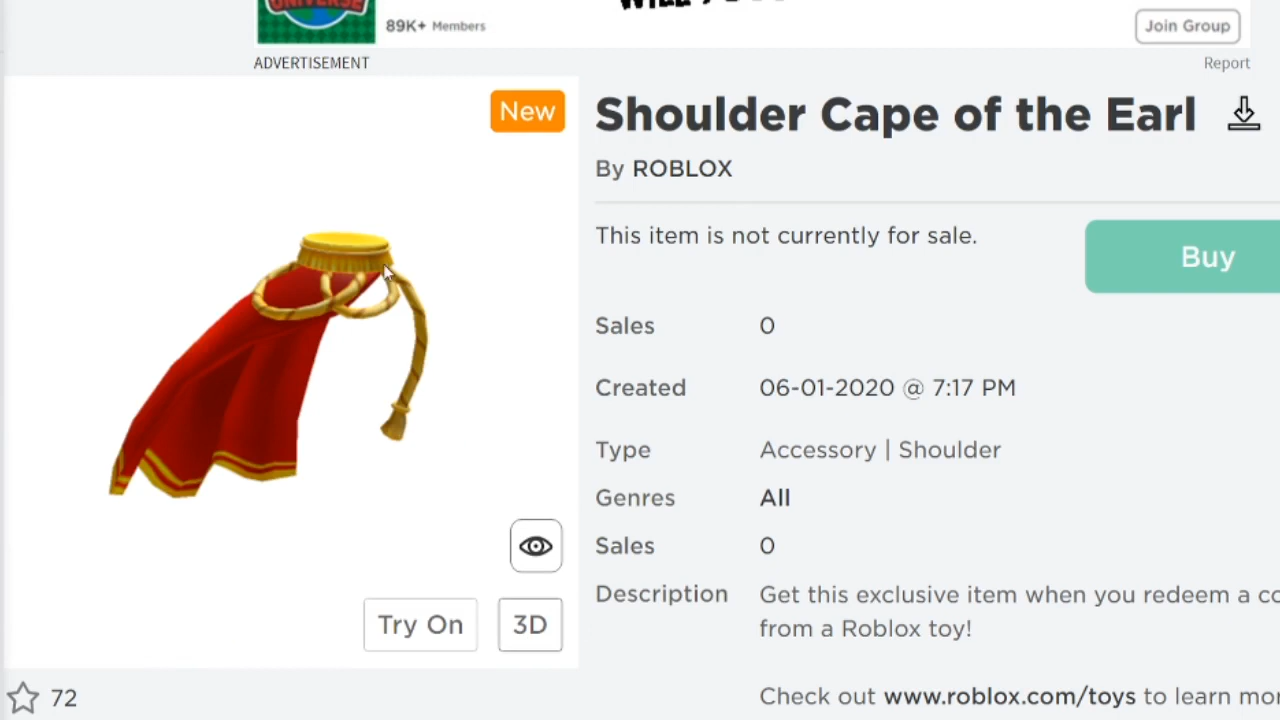 UNIVERSE
89K+ Members
Join Group
ADVERTISEMENT
Report
New
Shoulder Cape of the Earl
By ROBLOX
This item is not currently for sale.
Buy
Sales 0
Created 06-01-2020 @ 7:17 PM
Type Accessory | Shoulder
Genres All
Sales 0
Description Get this exclusive item when you redeem a
from a Roblox toy!
Try On
3D
72
Check out www.roblox.com/toys to learn